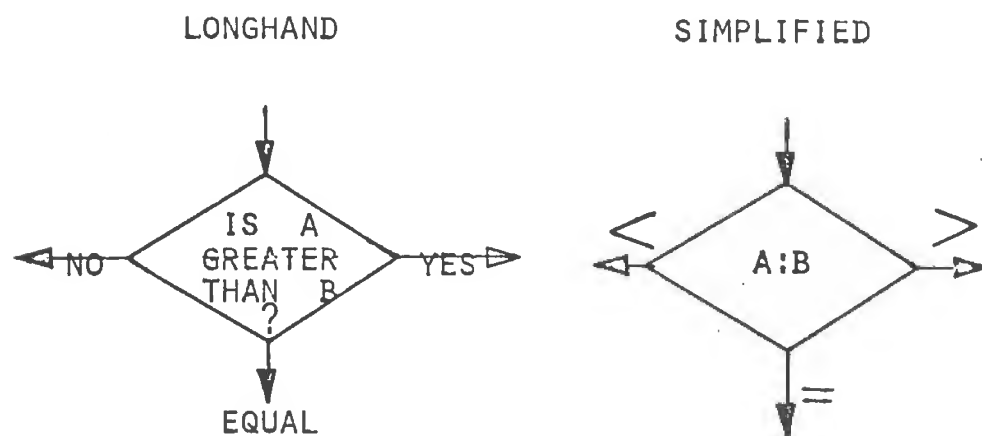 LONGHAND
IS A
NO GREATER YES
THAN B
?
EQUAL
SIMPLIFIED
< >
A:B
=